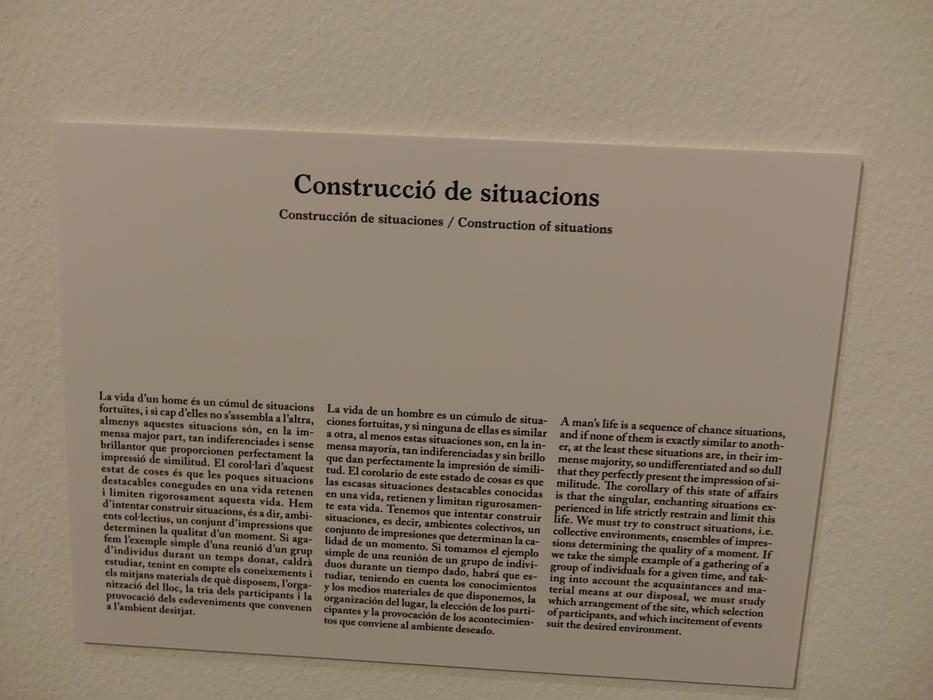 Construcció de situacions
Construcción de situaciones / Construction of situations
La vida d'un home és un cúmul de situacions
fortuïtes, i si cap d'elles no s'assembla a l'altra,
almenys aquestes situacions són, en la im-
mensa major part, tan indiferenciades i sense
brillantor que proporcionen perfectament la
impressió de similitud. El corol·lari d'aquest
estat de coses és que les poques situacions
destacables conegudes en una vida retenen
i limiten rigorosament aquesta vida. Hem
d'intentar construir situacions, és a dir, ambi-
ents col·lectius, un conjunt d'impressions que
determinen la qualitat d'un moment. Si aga-
fem l'exemple simple d'una reunió d'un grup
d'individus durant un temps donat, caldrà
estudiar, tenint en compte els coneixements i
els mitjans materials de què disposem, l'orga-
nització del lloc, la tria dels participants i la
provocació dels esdeveniments que convenen
a l'ambient desitjat.
La vida de un hombre es un cúmulo de situa-
ciones fortuitas, y si ninguna de ellas es similar
a otra, al menos estas situaciones son, en la in-
mensa mayoría, tan indiferenciadas y sin brillo
que dan perfectamente la impresión de simili-
tud. El corolario de este estado de cosas es que
las escasas situaciones destacables conocidas
en una vida, retienen y limitan rigurosamen-
te esta vida. Tenemos que intentar construir
situaciones, es decir, ambientes colectivos, un
conjunto de impresiones que determinan la ca-
lidad de un momento. Si tomamos el ejemplo
simple de una reunión de un grupo de indivi-
duos durante un tiempo dado, habrá que es-
tudiar, teniendo en cuenta los conocimientos
y los medios materiales de que disponemos, la
organización del lugar, la elección de los parti-
cipantes y la provocación de los acontecimien-
tos que conviene al ambiente deseado.
A man's life is a sequence of chance situations,
and if none of them is exactly similar to anoth-
er, at the least these situations are, in their im-
mense majority, so undifferentiated and so dull
that they perfectly present the impression of si-
militude. The corollary of this state of affairs
is that the singular, enchanting situations ex-
perienced in life strictly restrain and limit this
life. We must try to construct situations, i.e.
collective environments, ensembles of impres-
sions determining the quality of a moment. If
we take the simple example of a gathering of a
group of individuals for a given time, and tak-
ing into account the acquaintances and ma-
terial means at our disposal, we must study
which arrangement of the site, which selection
of participants, and which incitement of events
suit the desired environment.